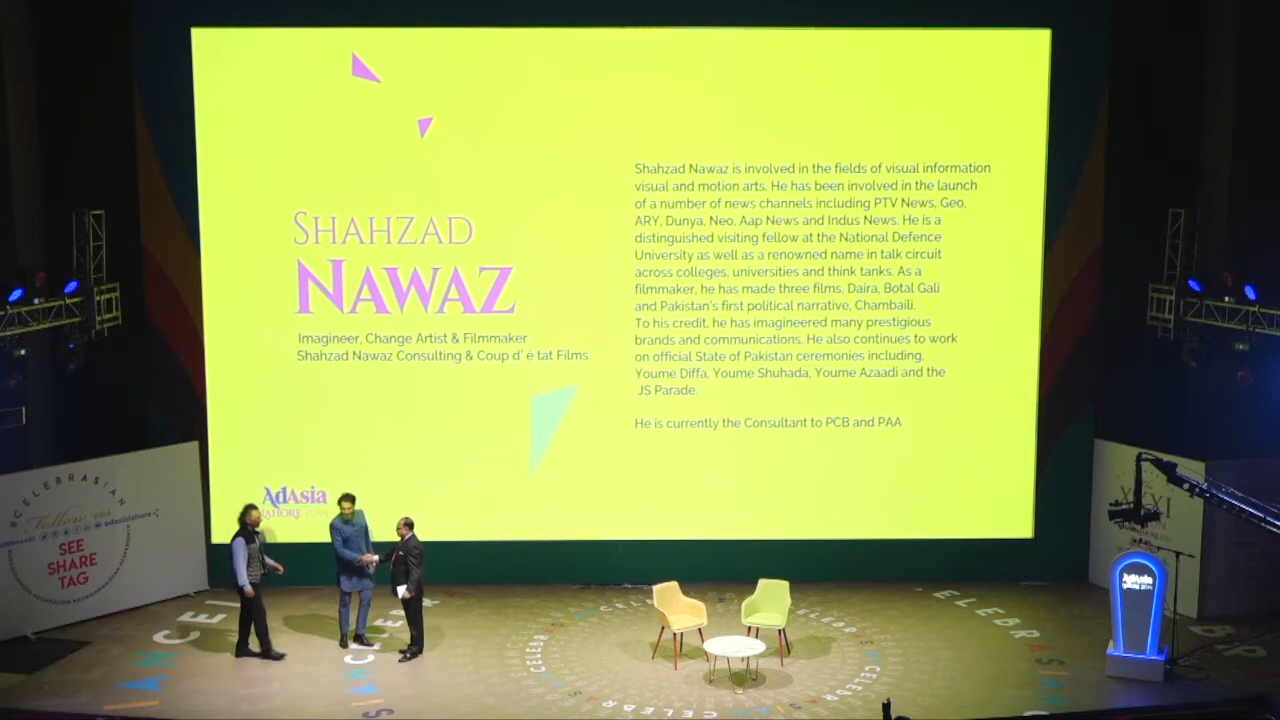 SHAHZAD
NAWAZ
Imagineer, Change Artist & Filmmaker
Shahzad Nawaz Consulting & Coup d' é tat Films
Shahzad Nawaz is involved in the fields of visual information
visual and motion arts. He has been involved in the launch
of a number of news channels including PTV News, Geo,
ARY, Dunya, Neo, Aap News and Indus News. He is a
distinguished visiting fellow at the National Defence
University as well as a renowned name in talk circuit
across colleges, universities and think tanks. As a
filmmaker, he has made three films, Daira, Botal Gali
and Pakistan's first political narrative, Chambaili.
To his credit, he has imagineered many prestigious
brands and communications. He also continues to work
on official State of Pakistan ceremonies including,
Youme Diffa, Youme Shuhada, Youme Azaadi and the
JS Parade.
He is currently the Consultant to PCB and PAA
AdAsia
LAHORE 2019
#CELEBRASIAN
Follow us
adasialahore
SEE
SHARE
TAG
AdAsia
CELEBR
CELEBR
CELEBR
CELEBR